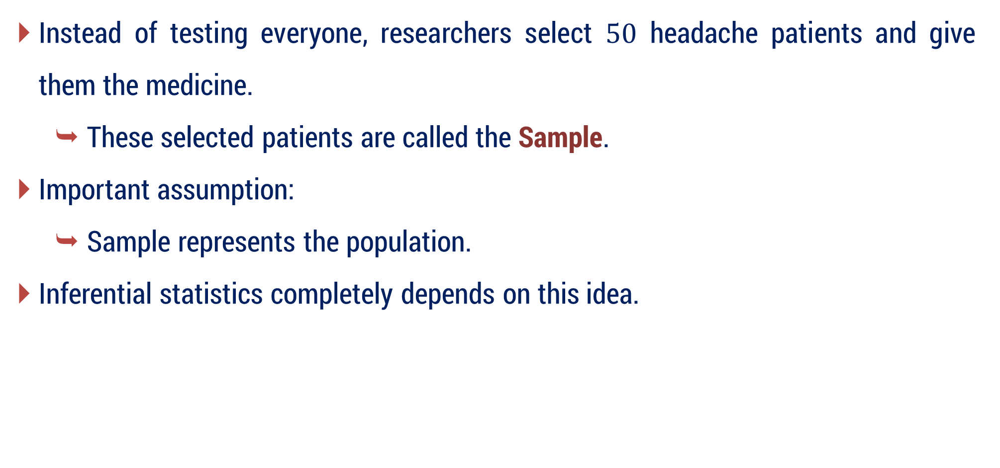 Instead of testing everyone, researchers select 50 headache patients and give
them the medicine.
These selected patients are called the Sample.
Important assumption:
Sample represents the population.
Inferential statistics completely depends on this idea.